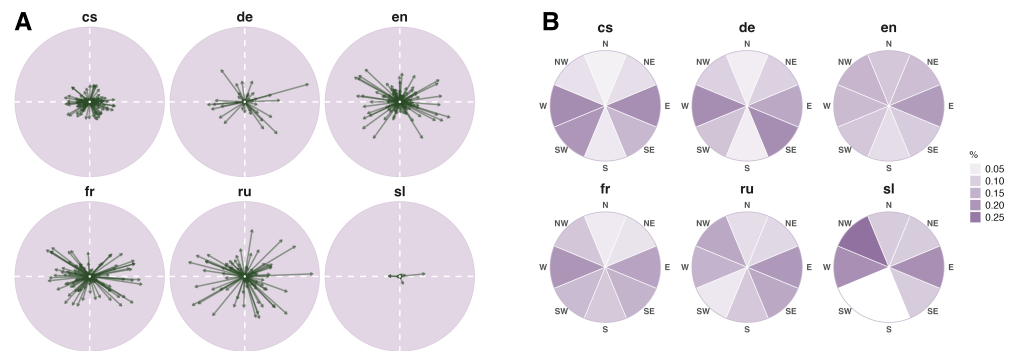 A
cs de en
fr ru sl
B
cs de en
N N
NW NE NW NE NW NE
W E W E W E
SW SE SW SE SW SE
S S S
%
0.05
0.10
0.15
0.20
0.25
fr ru sl
N N N
NW NE NW NE NW NE
W E W E W E
SW SE SW SE SW SE
S S S